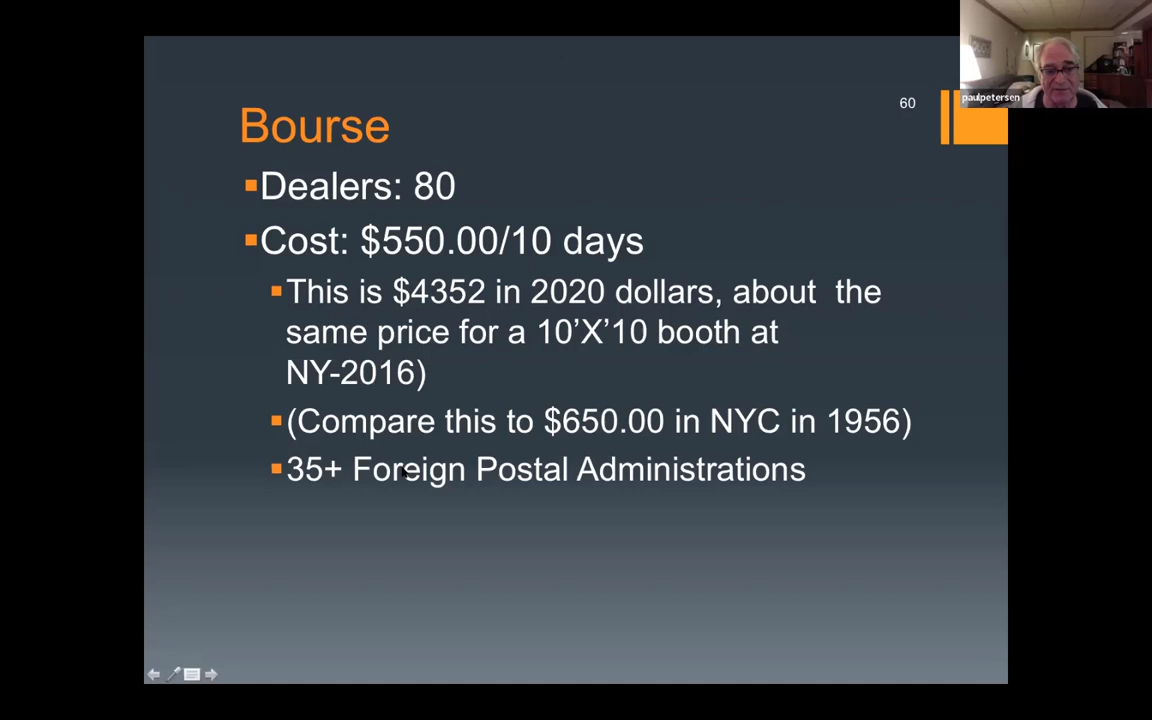 60
paulpetersen
Bourse
Dealers: 80
Cost: $550.00/10 days
This is $4352 in 2020 dollars, about  the
same price for a 10’X’10 booth at
NY-2016)
(Compare this to $650.00 in NYC in 1956)
35+ Foreign Postal Administrations